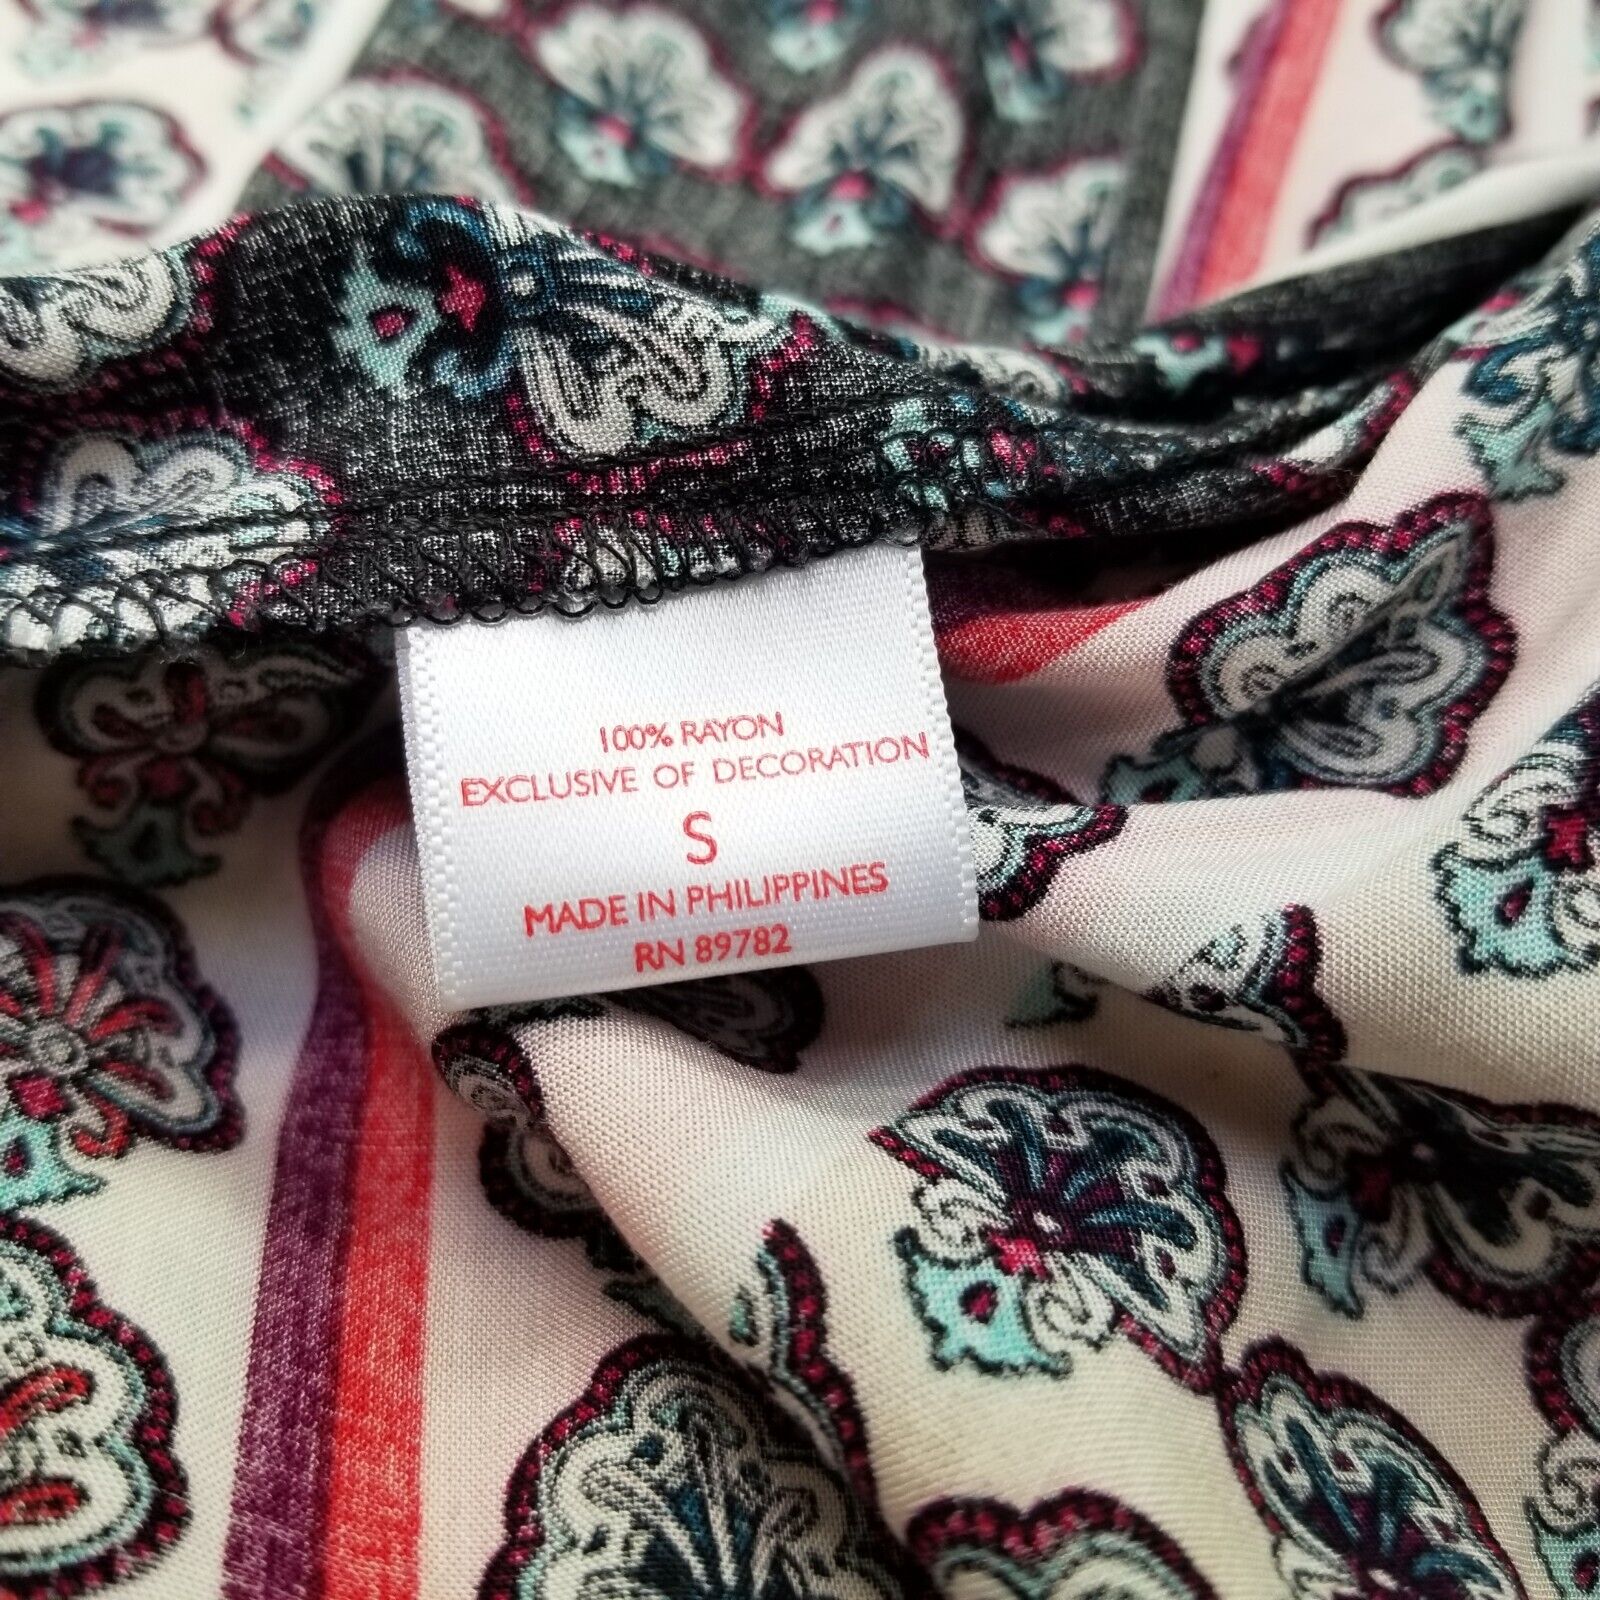 100% RAYON
EXCLUSIVE OF DECORATION
S
MADE IN PHILIPPINES
RN 89782